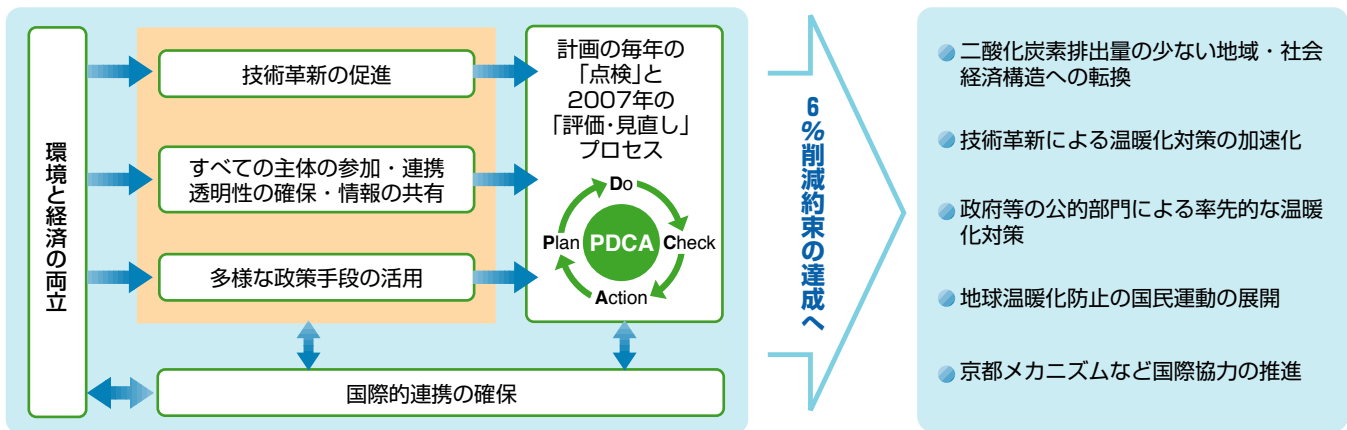 環境と経済の両立
技術革新の促進
すべての主体の参加・連携
透明性の確保・情報の共有
多様な政策手段の活用
計画の毎年の
「点検」と
2007年の
「評価・見直し」
プロセス
Do
Plan PDCA Check
Action
国際的連携の確保
6%削減約束の達成へ
二酸化炭素排出量の少ない地域・社会
経済構造への転換
技術革新による温暖化対策の加速化
政府等の公的部門による率先的な温暖
化対策
地球温暖化防止の国民運動の展開
京都メカニズムなど国際協力の推進